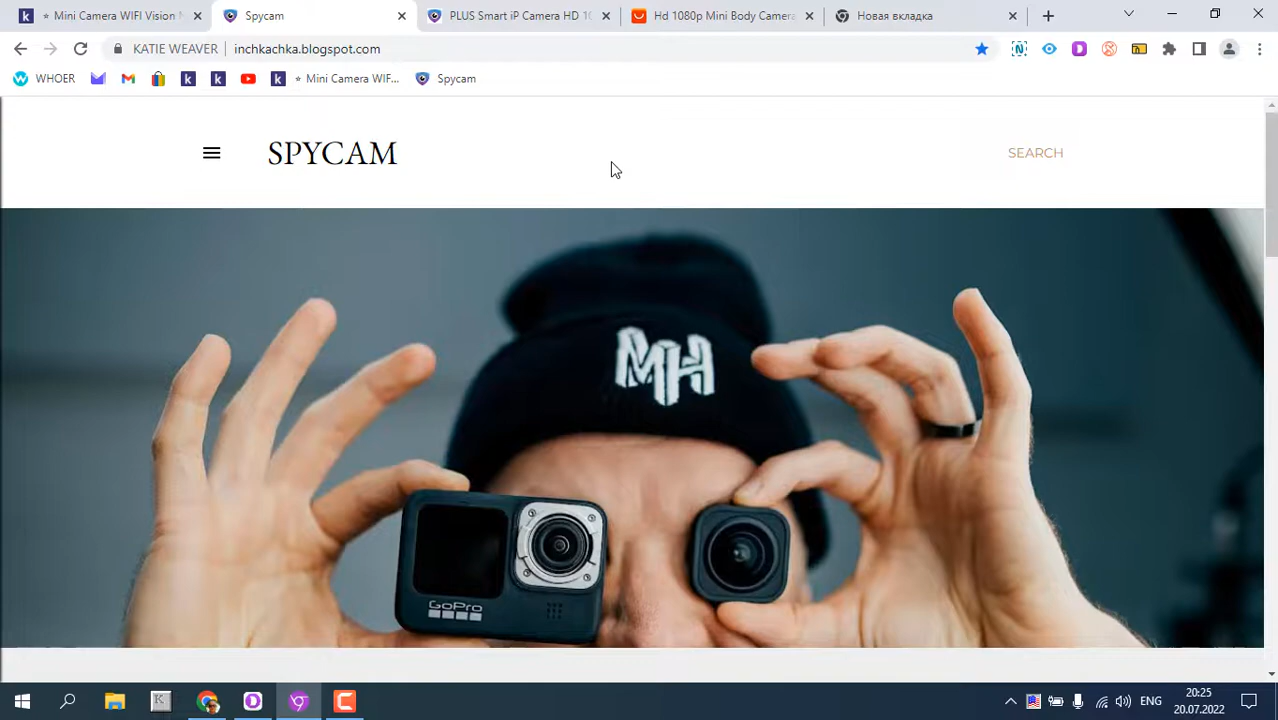 Mini Camera WIFI Vision
Spycam
PLUS Smart iP Camera HD 10
Hd 1080p Mini Body Camera
Новая вкладка
KATIE WEAVER
inchkachka.blogspot.com
WHOER
Mini Camera WIF...
Spycam
SPYCAM
SEARCH
MH
GoPro
ENG
20:25
20.07.2022